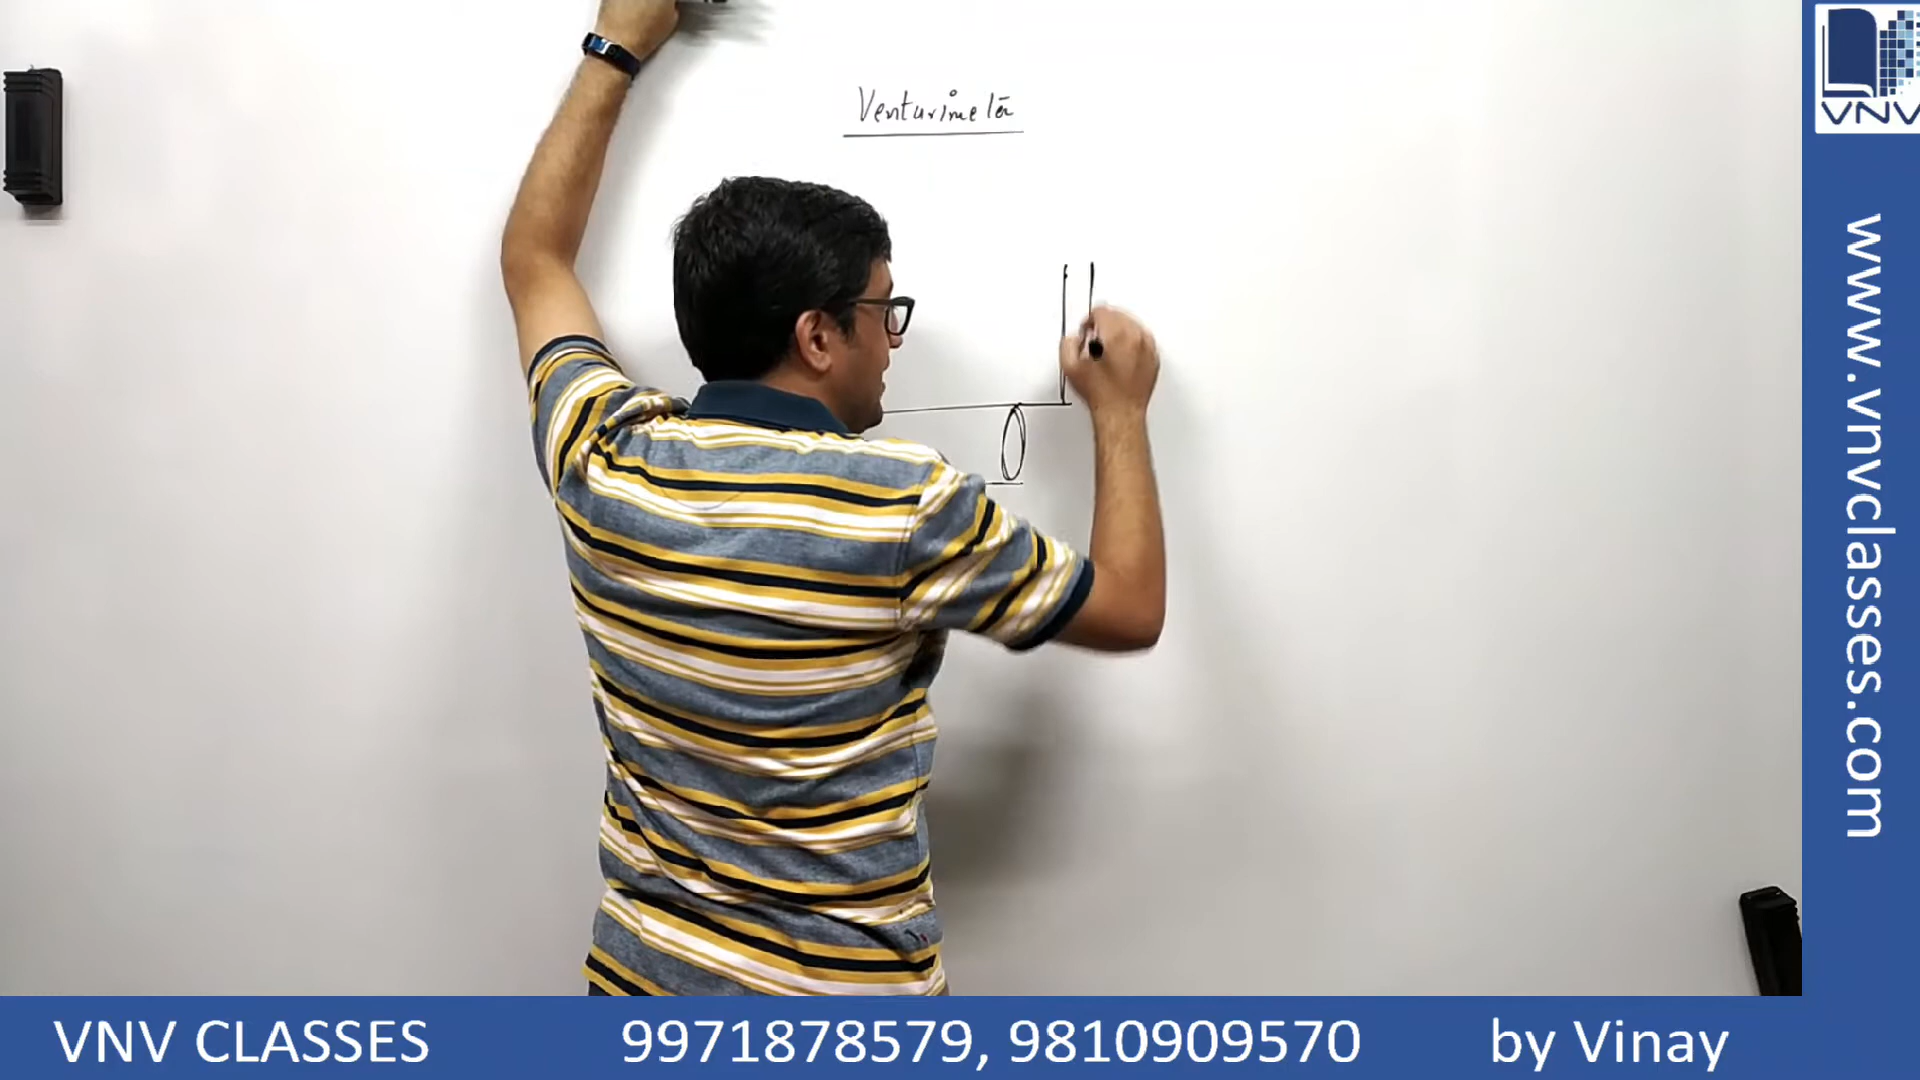 Venturimeter
VNV
www.vnvclasses.com
VNV CLASSES
9971878579, 9810909570
by Vinay